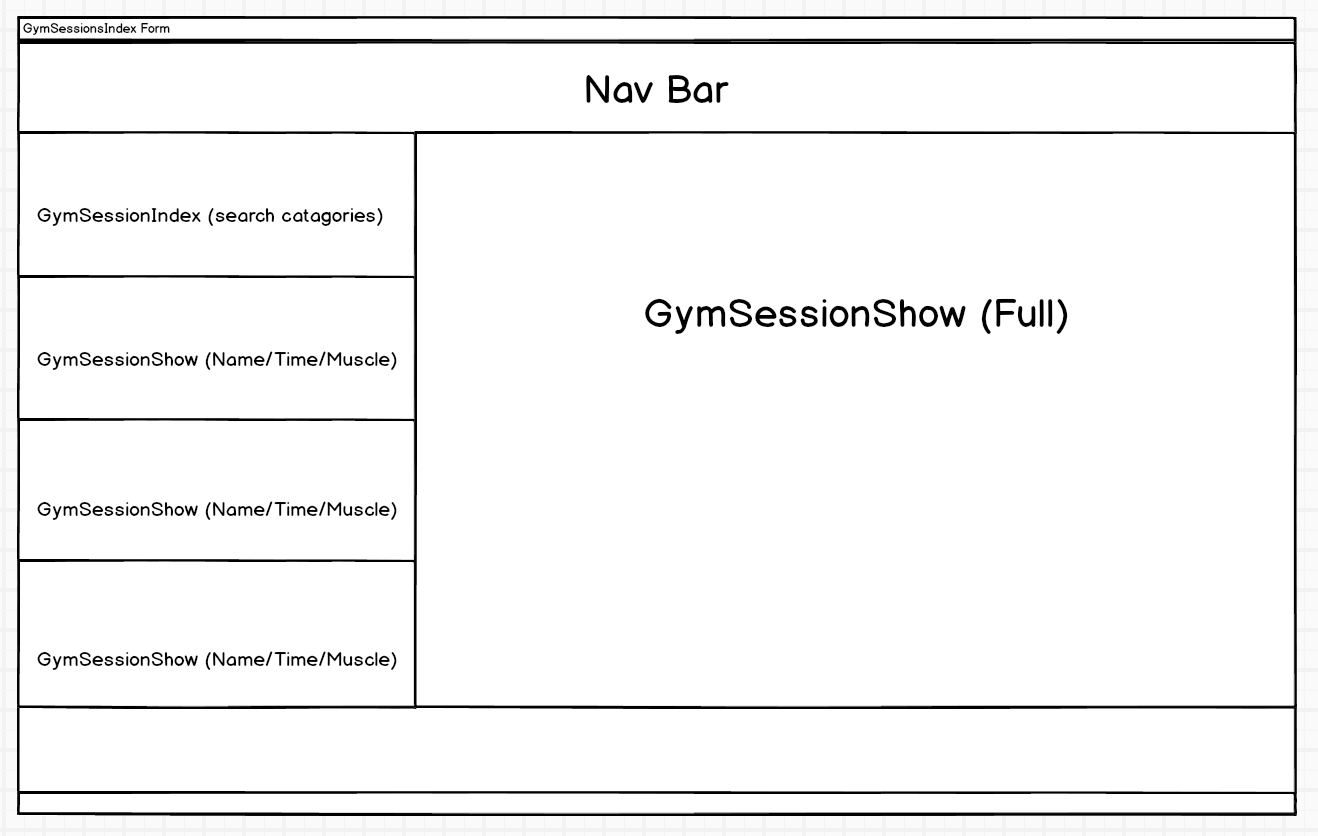 GymSessionsIndex Form
Nav Bar
GymSessionIndex (search catagories)
GymSessionShow (Full)
GymSessionShow (Name/Time/Muscle)
GymSessionShow (Name/Time/Muscle)
GymSessionShow (Name/Time/Muscle)